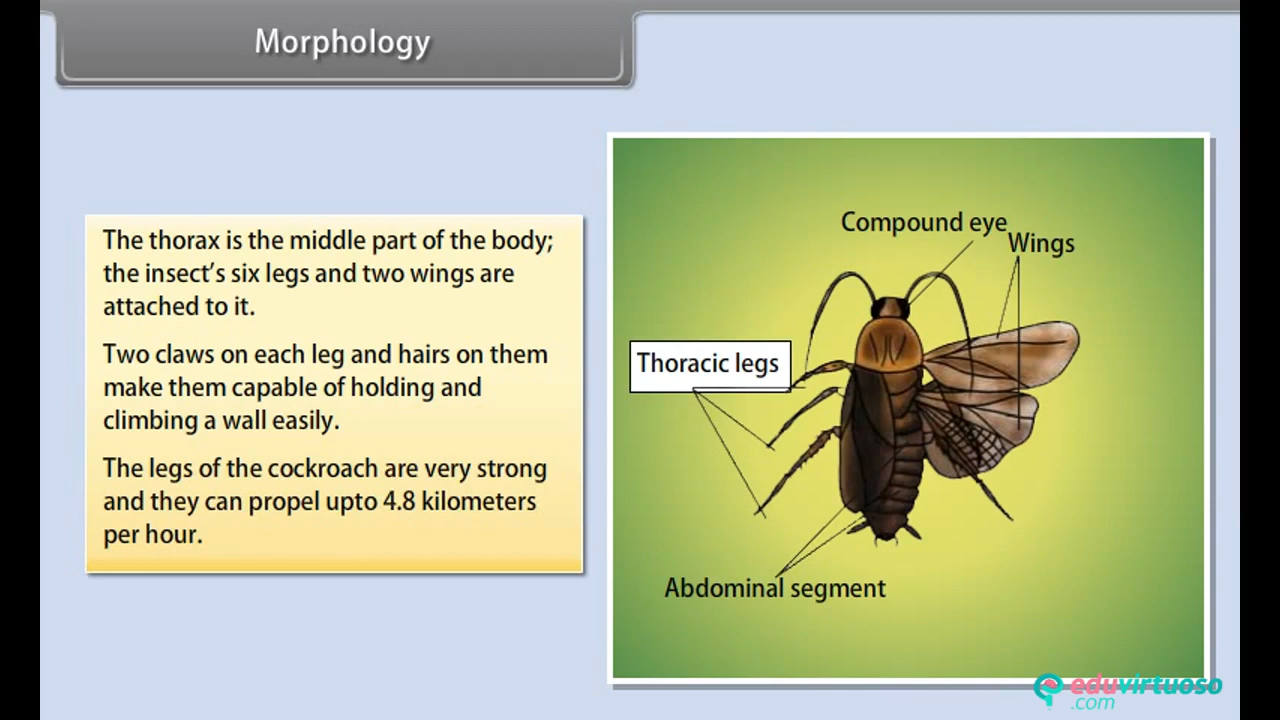 Morphology
The thorax is the middle part of the body;
the insect's six legs and two wings are
attached to it.
Two claws on each leg and hairs on them
make them capable of holding and
climbing a wall easily.
The legs of the cockroach are very strong
and they can propel upto 4.8 kilometers
per hour.
Compound eye
Wings
Thoracic legs
Abdominal segment
eduvirtuoso
.com